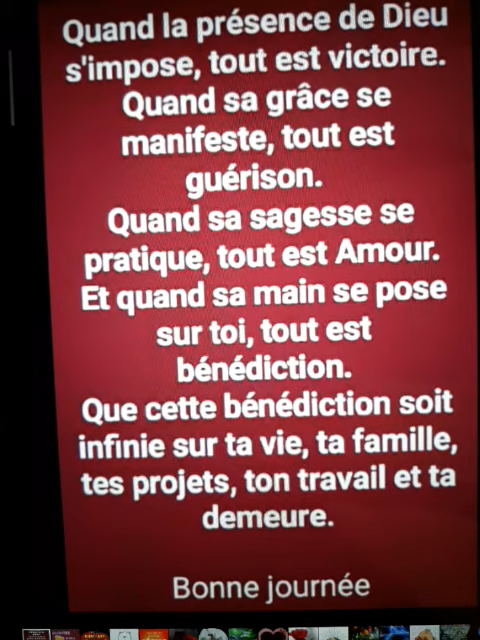 Quand la présence de Dieu
s'impose, tout est victoire.
Quand sa grâce se
manifeste, tout est
guérison.
Quand sa sagesse se
pratique, tout est Amour.
Et quand sa main se pose
sur toi, tout est
bénédiction.
Que cette bénédiction soit
infinie sur ta vie, ta famille,
tes projets, ton travail et ta
demeure.
Bonne journée